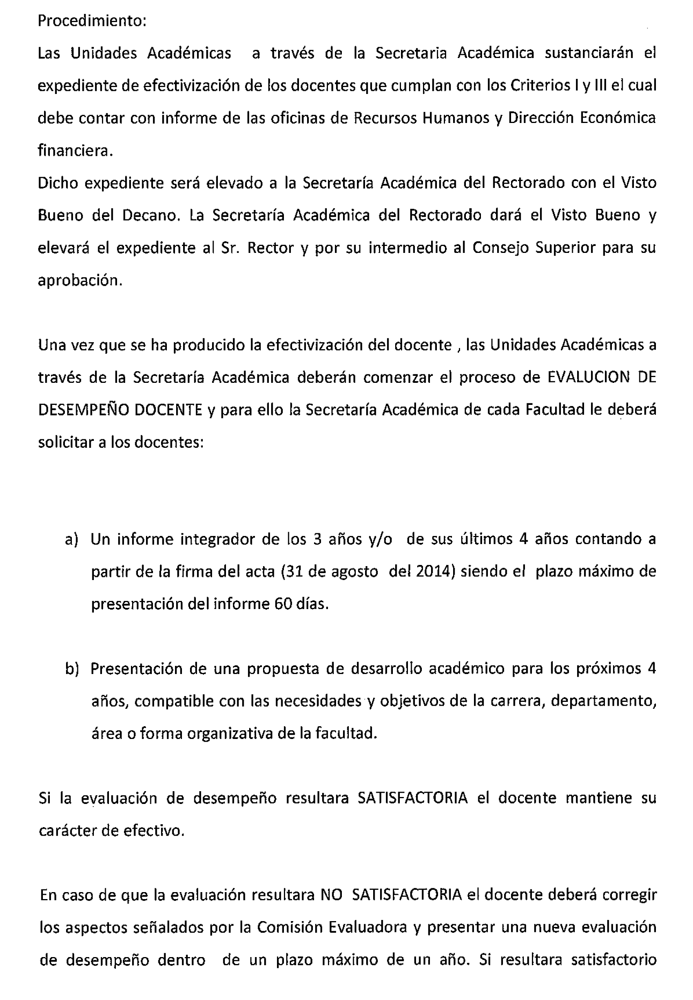 Procedimiento:
Las Unidades Académicas a través de la Secretaria Académica sustanciarán el
expediente de efectivización de los docentes que cumplan con los Criterios I y III el cual
debe contar con informe de las oficinas de Recursos Humanos y Dirección Económica
financiera.
Dicho expediente será elevado a la Secretaría Académica del Rectorado con el Visto
Bueno del Decano. La Secretaría Académica del Rectorado dará el Visto Bueno y
elevará el expediente al Sr. Rector y por su intermedio al Consejo Superior para su
aprobación.
Una vez que se ha producido la efectivización del docente , las Unidades Académicas a
través de la Secretaría Académica deberán comenzar el proceso de EVALUCION DE
DESEMPEÑO DOCENTE y para ello la Secretaría Académica de cada Facultad le deberá
solicitar a los docentes:
a) Un informe integrador de los 3 años y/o de sus últimos 4 años contando a
partir de la firma del acta (31 de agosto del 2014) siendo el plazo máximo de
presentación del informe 60 días.
b) Presentación de una propuesta de desarrollo académico para los próximos 4
años, compatible con las necesidades y objetivos de la carrera, departamento,
área o forma organizativa de la facultad.
Si la evaluación de desempeño resultara SATISFACTORIA el docente mantiene su
carácter de efectivo.
En caso de que la evaluación resultara NO SATISFACTORIA el docente deberá corregir
los aspectos señalados por la Comisión Evaluadora y presentar una nueva evaluación
de desempeño dentro de un plazo máximo de un año. Si resultara satisfactorio